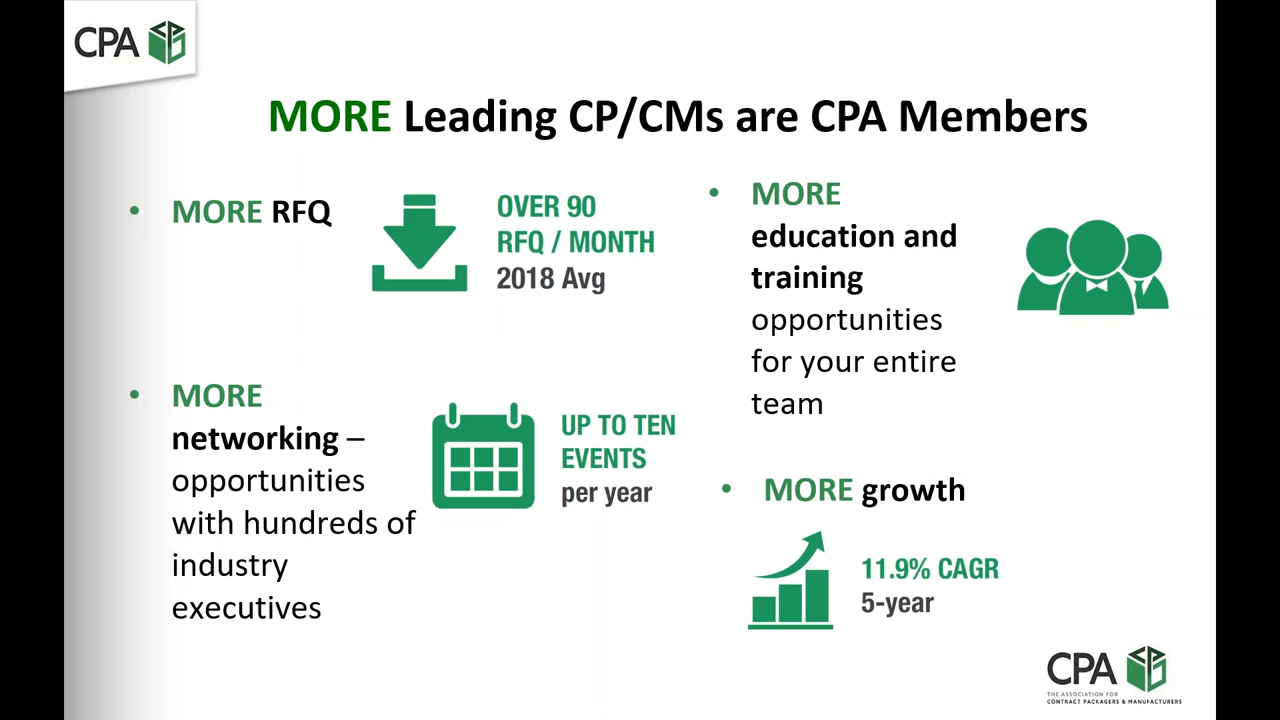 CPA
MORE Leading CP/CMs are CPA Members
• MORE RFQ
OVER 90
RFQ / MONTH
2018 Avg
• MORE
networking –
opportunities
with hundreds of
industry
executives
UP TO TEN
EVENTS
per year
• MORE
education and
training
opportunities
for your entire
team
• MORE growth
11.9% CAGR
5-year
CPA
THE ASSOCIATION FOR
CONTRACT PACKAGERS & MANUFACTURERS